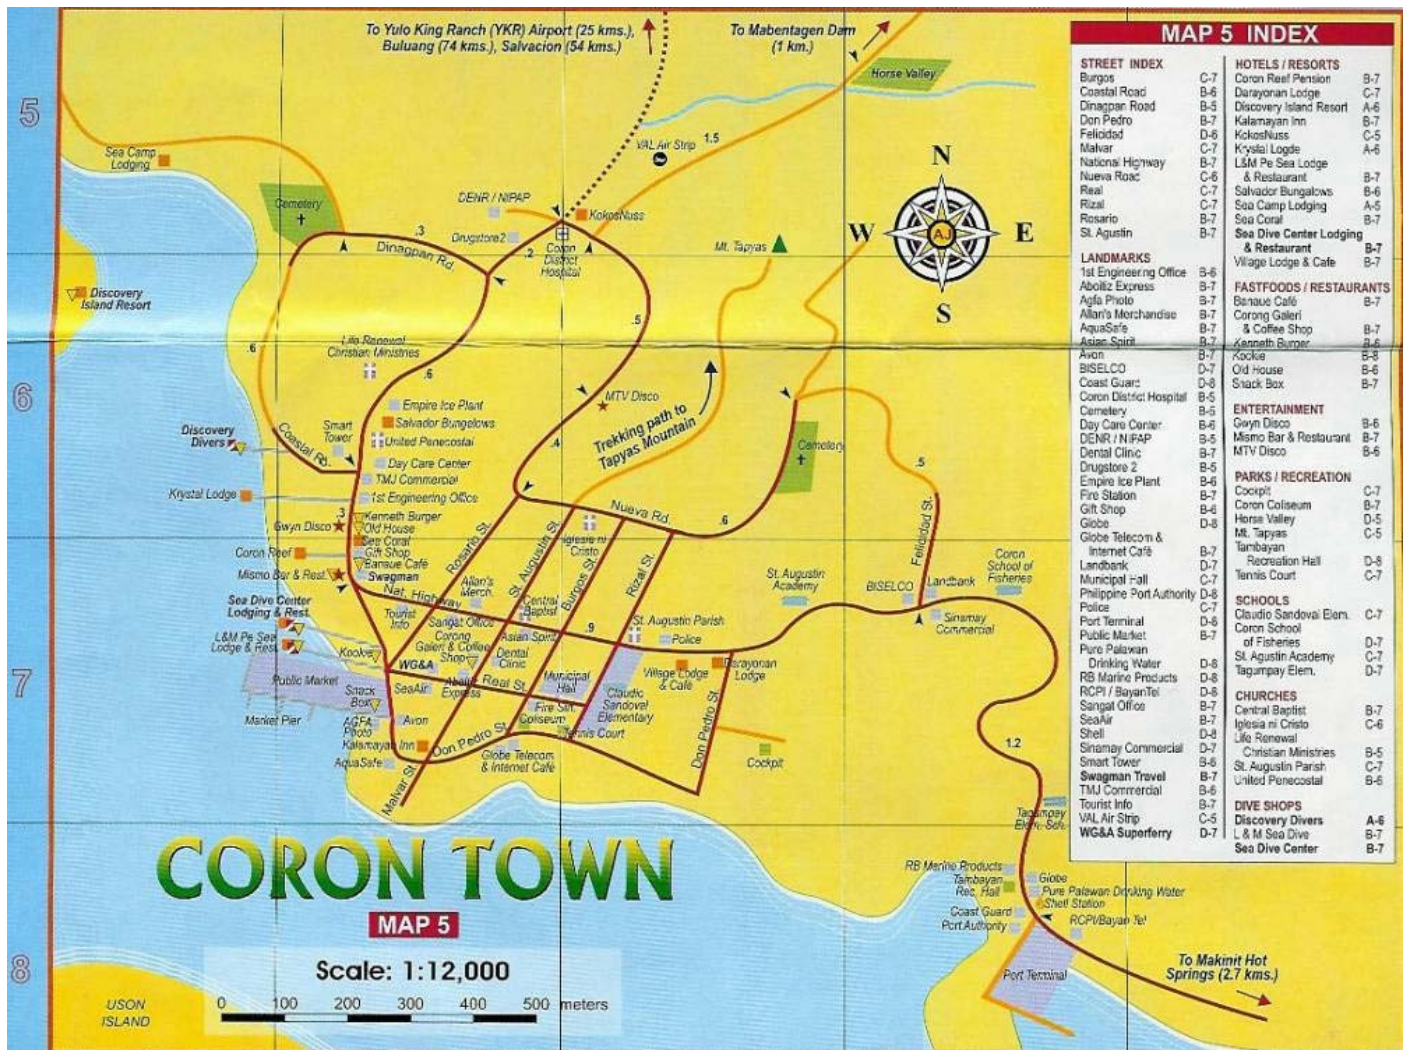 To Yulo King Ranch (YKR) Airport (25 kms.),
Buluang (74 kms.), Salvacion (54 kms.)
To Mabentagen Dam
(1 km.)
Horse Valley
5
Sea Camp
Lodging
VAL Air Strip
1.5
N
W
E
S
AJ
Cemetery
DENR / NIPAP
KokosNuss
Drugstore2
.3
Dinagpan Rd.
.2
Coron
District
Hospital
Mt. Tapyas
Discovery
Island Resort
.5
.6
Life Renewal
Christian Ministries
.6
6
MTV Disco
Trekking path to
Tapyas Mountain
Empire Ice Plant
Salvador Bungelows
Smart
Tower
United Penecostal
Discovery
Divers
Coastal Rd.
.4
Cemetery
Day Care Center
TMJ Commercial
.5
Krystal Lodge
1st Engineering Office
.3
Kenneth Burger
Gwyn Disco
Old House
Nueva Rd.
.6
Felicidad St.
Rosario St.
St. Augustin St.
Iglesia ni
Cristo
Burgos St.
Rizal St.
See Coral
Coron Reef
Gift Shop
Banaue Café
Mismo Bar & Rest.
Swagman
Nat. Highway
Allan's
Merch.
St. Augustin
Academy
BISELCO
Landbank
Coron
School of
Fisheries
Sea Dive Center
Lodging & Rest.
Tourist
Info
Sangat Office
Central
Baptist
Asian Spirit
.9
St. Augustin Parish
Police
Sinamay
Commercial
L&M Pe Sea
Lodge & Rest.
Kookie
Corong
Galeri & Coffee
Shop
Dental
Clinic
WG&A
7
Public Market
SeaAir
Aboitiz
Express
Real St.
Municipal
Hall
Village Lodge
& Café
Darayonan
Lodge
Snack
Box
Claudio
Sandoval
Elementary
Market Pier
AGFA
Photo
Avon
Fire Stn.
Coliseum
Tennis Court
Kalamayan Inn
Don Pedro St.
Don Pedro St.
1.2
AquaSafe
Globe Telecom
& Internet Café
Cockpit
Malvar St.
Tagumpay
Elem. Sch.
CORON TOWN
MAP 5
RB Marine Products
Tambayan
Rec. Hall
Globe
Pure Palawan Drinking Water
Shell Station
Coast Guard
Port Authority
RCPI/Bayan Tel
8
Port Terminal
To Makinit Hot
Springs (2.7 kms.)
USON
ISLAND
Scale: 1:12,000
0 100 200 300 400 500 meters
MAP 5 INDEX
STREET INDEX
Burgos C-7
Coastal Road B-6
Dinagpan Road B-5
Don Pedro B-7
Felicidad D-6
Malvar C-7
National Highway B-7
Nueva Road C-6
Real C-7
Rizal C-7
Rosario B-7
St. Agustin B-7
LANDMARKS
1st Engineering Office B-6
Aboitiz Express B-7
Agfa Photo B-7
Allan's Merchandise B-7
AquaSafe B-7
Asian Spirit B-7
Avon B-7
BISELCO D-7
Coast Guard D-8
Coron District Hospital B-5
Cemetery B-5
Day Care Center B-6
DENR / NIPAP B-5
Dental Clinic B-7
Drugstore 2 B-5
Empire Ice Plant B-6
Fire Station B-7
Gift Shop B-6
Globe D-8
Globe Telecom &
Internet Café B-7
Landbank D-7
Municipal Hall C-7
Philippine Port Authority D-8
Police C-7
Port Terminal D-8
Public Market B-7
Pure Palawan
Drinking Water D-8
RB Marine Products D-8
RCPI / BayanTel D-8
Sangat Office B-7
SeaAir B-7
Shell D-8
Sinamay Commercial D-7
Smart Tower B-6
Swagman Travel B-7
TMJ Commercial B-6
Tourist Info B-7
VAL Air Strip C-5
WG&A Superferry D-7
HOTELS / RESORTS
Coron Reef Pension B-7
Darayonan Lodge C-7
Discovery Island Resort A-6
Kalamayan Inn B-7
KokosNuss C-5
Krystal Logde A-6
L&M Pe Sea Lodge
& Restaurant B-7
Salvador Bungalows B-6
Sea Camp Lodging A-5
Sea Coral B-7
Sea Dive Center Lodging
& Restaurant B-7
Village Lodge & Cafe B-7
FASTFOODS / RESTAURANTS
Banaue Café B-7
Corong Galeri
& Coffee Shop B-7
Kenneth Burger B-6
Kookie B-8
Old House B-6
Snack Box B-7
ENTERTAINMENT
Gwyn Disco B-6
Mismo Bar & Restaurant B-7
MTV Disco B-6
PARKS / RECREATION
Cockpit C-7
Coron Coliseum B-7
Horse Valley D-5
Mt. Tapyas C-5
Tambayan
Recreation Hall D-8
Tennis Court C-7
SCHOOLS
Claudio Sandoval Elem. C-7
Coron School
of Fisheries D-7
St. Agustin Academy C-7
Tagumpay Elem. D-7
CHURCHES
Central Baptist B-7
Iglesia ni Cristo C-6
Life Renewal
Christian Ministries B-5
St. Augustin Parish C-7
United Penecostal B-6
DIVE SHOPS
Discovery Divers A-6
L & M Sea Dive B-7
Sea Dive Center B-7